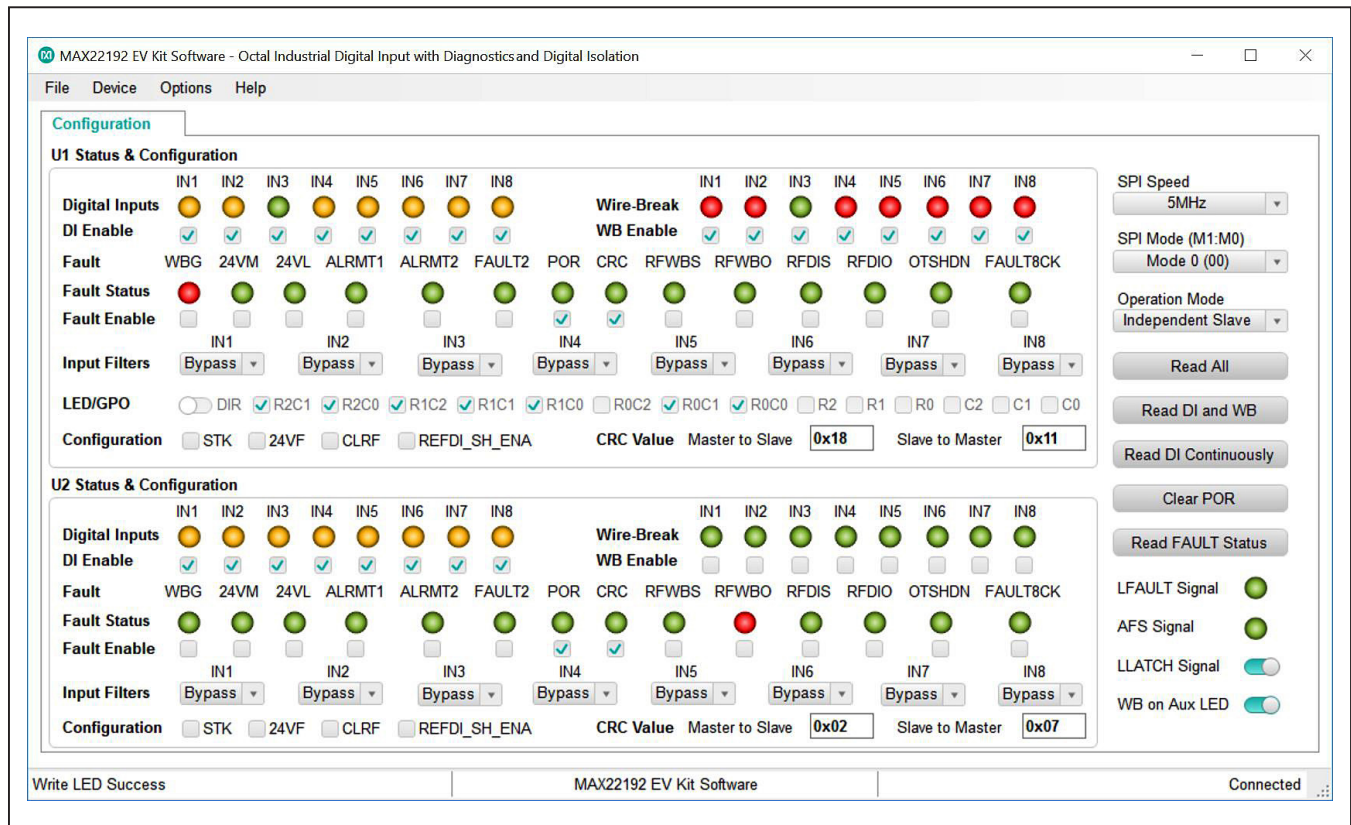 MAX22192 EV Kit Software - Octal Industrial Digital Input with Diagnostics and Digital Isolation
File Device Options Help
Configuration
U1 Status & Configuration
IN1 IN2 IN3 IN4 IN5 IN6 IN7 IN8 IN1 IN2 IN3 IN4 IN5 IN6 IN7 IN8
Digital Inputs Wire-Break
DI Enable WB Enable
Fault WBG 24VM 24VL ALRMT1 ALRMT2 FAULT2 POR CRC RFWBS RFWBO RFDIS RFDIO OTSHDN FAULT8CK
Fault Status
Fault Enable
IN1 IN2 IN3 IN4 IN5 IN6 IN7 IN8
Input Filters Bypass Bypass Bypass Bypass Bypass Bypass Bypass Bypass
LED/GPO DIR R2C1 R2C0 R1C2 R1C1 R1C0 R0C2 R0C1 R0C0 R2 R1 R0 C2 C1 C0
Configuration STK 24VF CLRF REFDI_SH_ENA CRC Value Master to Slave 0x18 Slave to Master 0x11
U2 Status & Configuration
IN1 IN2 IN3 IN4 IN5 IN6 IN7 IN8 IN1 IN2 IN3 IN4 IN5 IN6 IN7 IN8
Digital Inputs Wire-Break
DI Enable WB Enable
Fault WBG 24VM 24VL ALRMT1 ALRMT2 FAULT2 POR CRC RFWBS RFWBO RFDIS RFDIO OTSHDN FAULT8CK
Fault Status
Fault Enable
IN1 IN2 IN3 IN4 IN5 IN6 IN7 IN8
Input Filters Bypass Bypass Bypass Bypass Bypass Bypass Bypass Bypass
Configuration STK 24VF CLRF REFDI_SH_ENA CRC Value Master to Slave 0x02 Slave to Master 0x07
SPI Speed
5MHz
SPI Mode (M1:M0)
Mode 0 (00)
Operation Mode
Independent Slave
Read All
Read DI and WB
Read DI Continuously
Clear POR
Read FAULT Status
LFAULT Signal
AFS Signal
LLATCH Signal
WB on Aux LED
Write LED Success MAX22192 EV Kit Software Connected